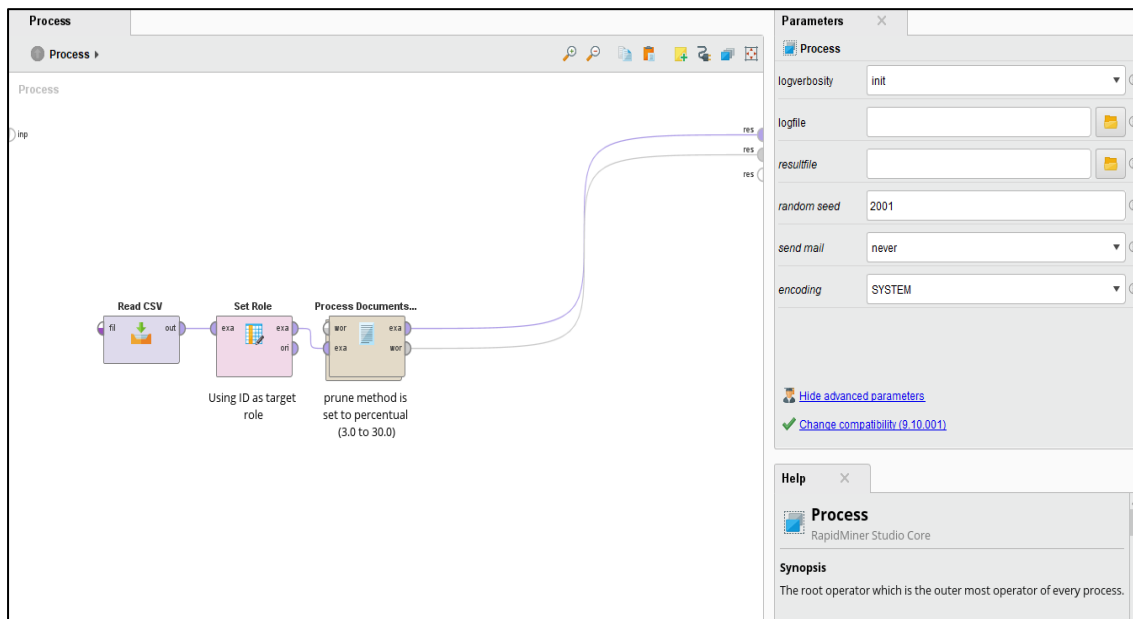 Process
Process
Process
inp
res
res
res
Read CSV
fil
out
Set Role
exa
exa
ori
Using ID as target
role
Process Documents...
wor
exa
exa
wor
prune method is
set to percentual
(3.0 to 30.0)
Parameters
Process
logverbosity
init
logfile
resultfile
random seed
2001
send mail
never
encoding
SYSTEM
Hide advanced parameters
Change compatibility (9.10.001)
Help
Process
RapidMiner Studio Core
Synopsis
The root operator which is the outer most operator of every process.